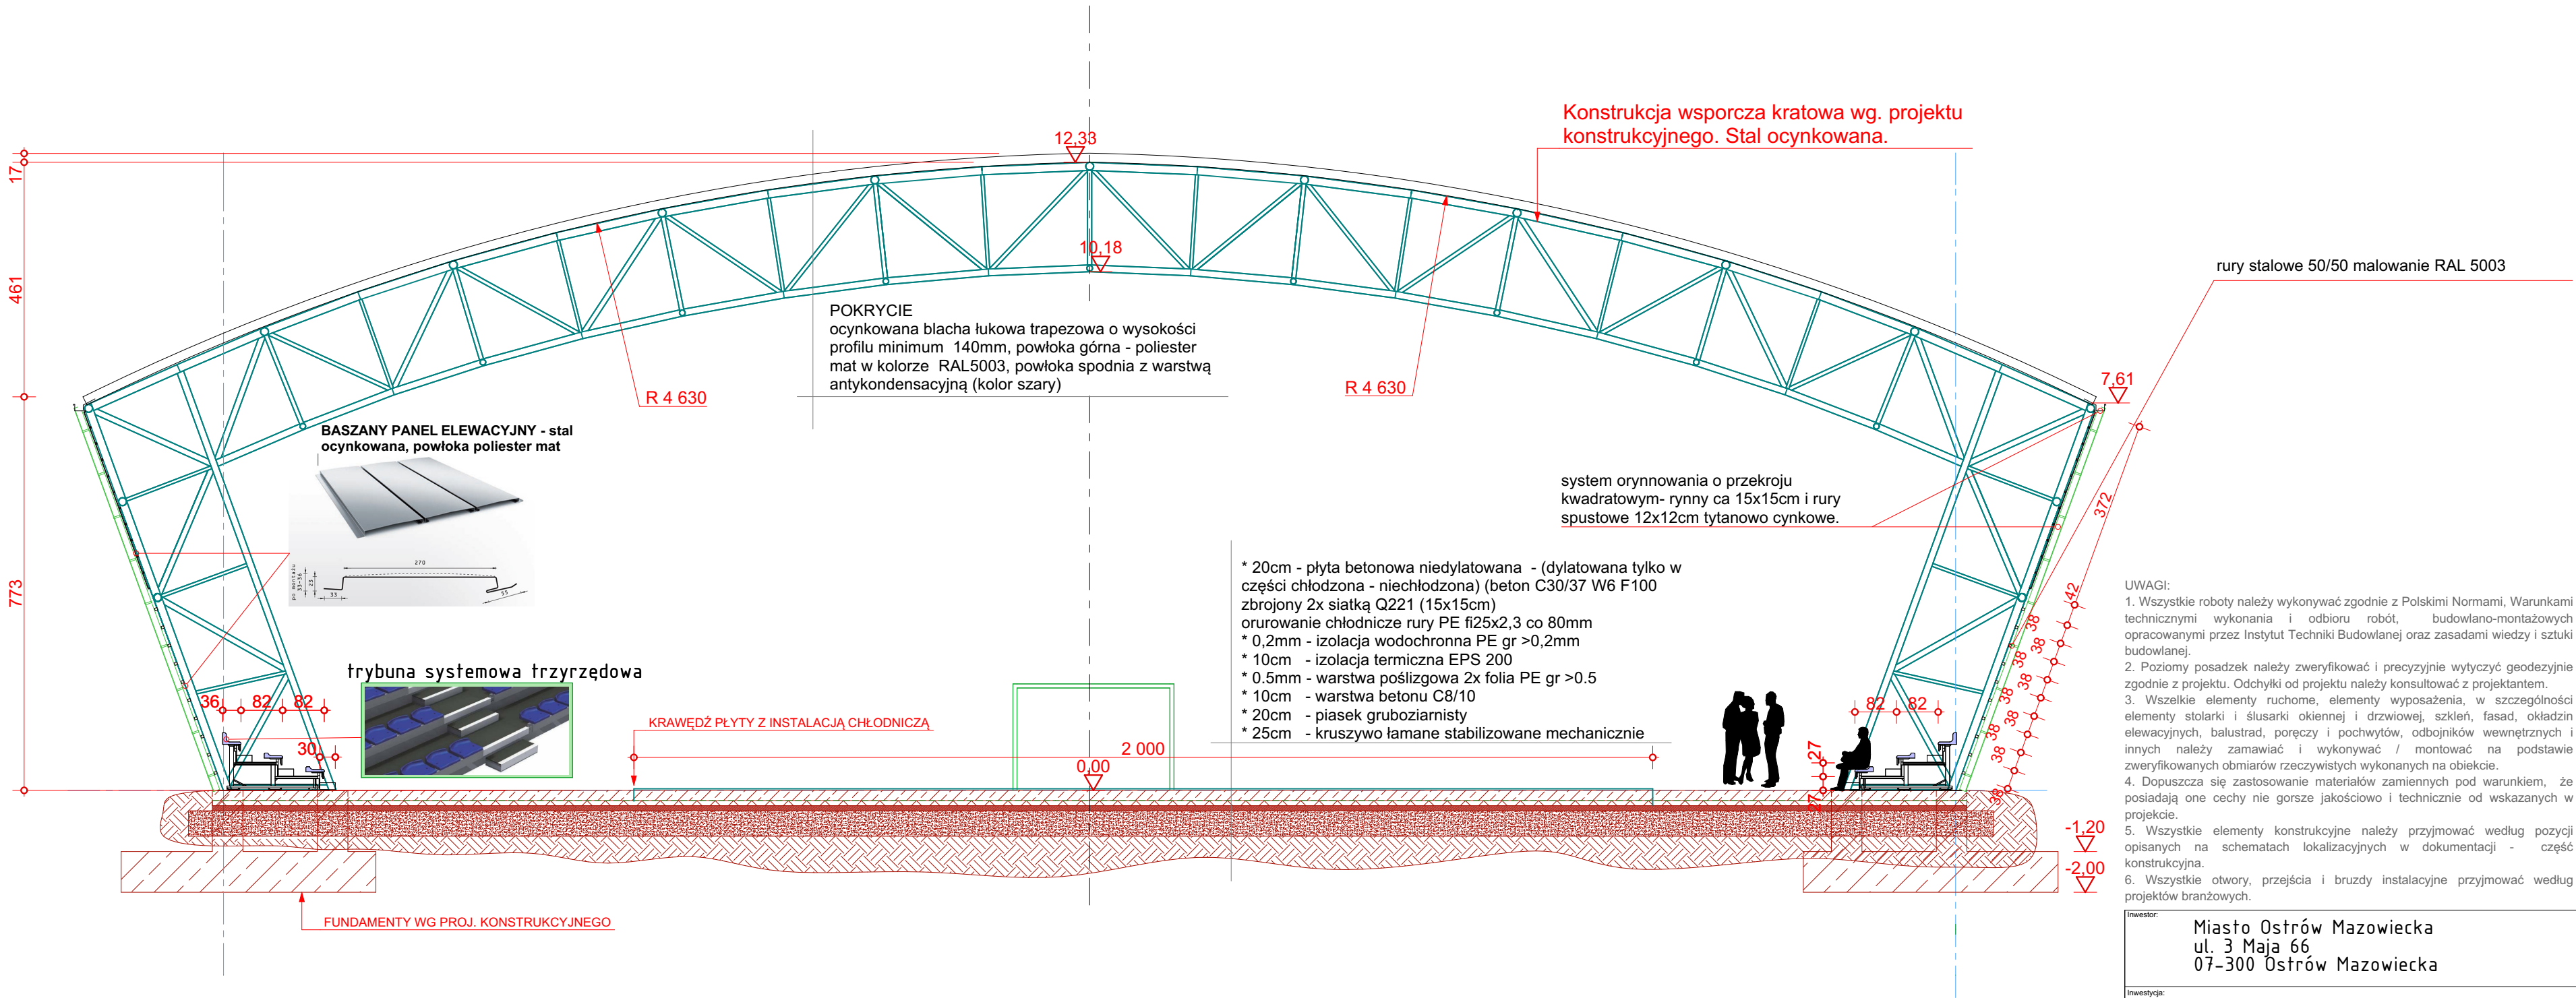 12,33
Konstrukcja wsporcza kratowa wg. projektu
konstrukcyjnego. Stal ocynkowana.
17
461
773
10,18
rury stalowe 50/50 malowanie RAL 5003
POKRYCIE
ocynkowana blacha łukowa trapezowa o wysokości
profilu minimum 140mm, powłoka górna - poliester
mat w kolorze RAL5003, powłoka spodnia z warstwą
antykondensacyjną (kolor szary)
R 4 630
R 4 630
7,61
BASZANY PANEL ELEWACYJNY - stal
ocynkowana, powłoka poliester mat
270
po montażu
33-36
23
33
53
system orynnowania o przekroju
kwadratowym- rynny ca 15x15cm i rury
spustowe 12x12cm tytanowo cynkowe.
372
42
38
38
38
38
38
38
38
38
38
38
* 20cm - płyta betonowa niedylatowana - (dylatowana tylko w
części chłodzona - niechłodzona) (beton C30/37 W6 F100
zbrojony 2x siatką Q221 (15x15cm)
orurowanie chłodnicze rury PE fi25x2,3 co 80mm
* 0,2mm - izolacja wodochronna PE gr >0,2mm
* 10cm - izolacja termiczna EPS 200
* 0.5mm - warstwa poślizgowa 2x folia PE gr >0.5
* 10cm - warstwa betonu C8/10
* 20cm - piasek gruboziarnisty
* 25cm - kruszywo łamane stabilizowane mechanicznie
trybuna systemowa trzyrzędowa
36
82
82
30
KRAWĘDŹ PŁYTY Z INSTALACJĄ CHŁODNICZĄ
2 000
0,00
82
82
27
27
-1,20
-2,00
FUNDAMENTY WG PROJ. KONSTRUKCYJNEGO
UWAGI:
1. Wszystkie roboty należy wykonywać zgodnie z Polskimi Normami, Warunkami
technicznymi wykonania i odbioru robót, budowlano-montażowych
opracowanymi przez Instytut Techniki Budowlanej oraz zasadami wiedzy i sztuki
budowlanej.
2. Poziomy posadzek należy zweryfikować i precyzyjnie wytyczyć geodezyjnie
zgodnie z projektu. Odchyłki od projektu należy konsultować z projektantem.
3. Wszelkie elementy ruchome, elementy wyposażenia, w szczególności
elementy stolarki i ślusarki okiennej i drzwiowej, szkleń, fasad, okładzin
elewacyjnych, balustrad, poręczy i pochwytów, odbojników wewnętrznych i
innych należy zamawiać i wykonywać / montować na podstawie
zweryfikowanych obmiarów rzeczywistych wykonanych na obiekcie.
4. Dopuszcza się zastosowanie materiałów zamiennych pod warunkiem, że
posiadają one cechy nie gorsze jakościowo i technicznie od wskazanych w
projekcie.
5. Wszystkie elementy konstrukcyjne należy przyjmować według pozycji
opisanych na schematach lokalizacyjnych w dokumentacji - część
konstrukcyjna.
6. Wszystkie otwory, przejścia i bruzdy instalacyjne przyjmować według
projektów branżowych.
Inwestor:
Miasto Ostrów Mazowiecka
ul. 3 Maja 66
07-300 Ostrów Mazowiecka
Inwestycja: